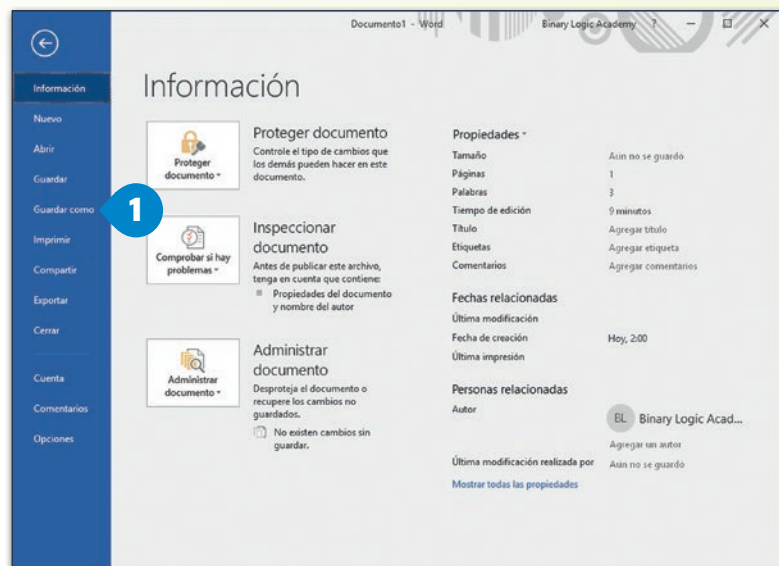 Documento1 - Word
Binary Logic Academy
?
Información
Nuevo
Abrir
Guardar
Guardar como
Imprimir
Compartir
Exportar
Cerrar
Cuenta
Comentarios
Opciones
1
Información
Proteger documento
Proteger documento
Controle el tipo de cambios que
los demás pueden hacer en este
documento.
Comprobar si hay
problemas
Inspeccionar
documento
Antes de publicar este archivo,
tenga en cuenta que contiene:
Propiedades del documento
y nombre del autor
Administrar
documento
Administrar
documento
Desproteja el documento o
recupere los cambios no
guardados.
No existen cambios sin
guardar.
Propiedades
Tamaño Aún no se guardó
Páginas 1
Palabras 3
Tiempo de edición 9 minutos
Título Agregar título
Etiquetas Agregar etiqueta
Comentarios Agregar comentarios
Fechas relacionadas
Última modificación
Fecha de creación Hoy, 2:00
Última impresión
Personas relacionadas
Autor BL Binary Logic Acad...
Agregar un autor
Última modificación realizada por Aún no se guardó
Mostrar todas las propiedades